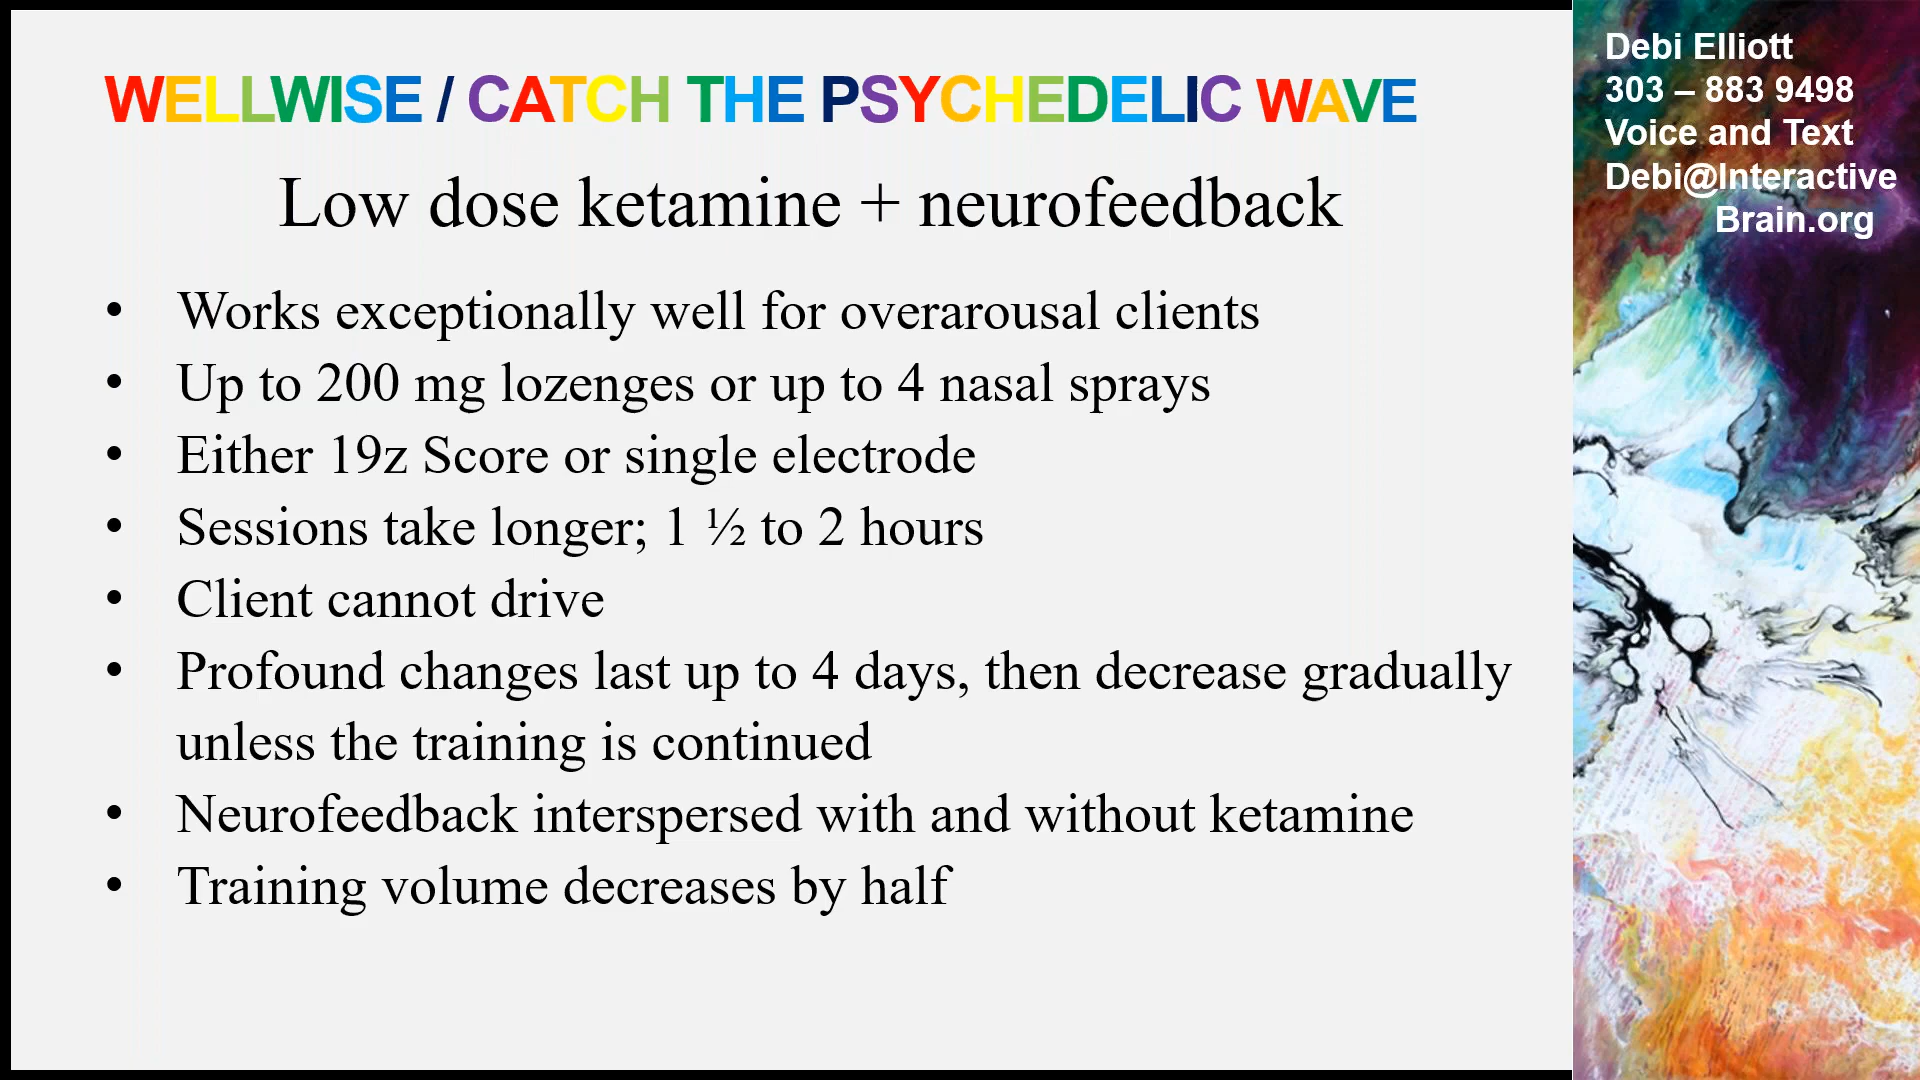 WELLWISE / CATCH THE PSYCHEDELIC WAVE
Low dose ketamine + neurofeedback
• Works exceptionally well for overarousal clients
• Up to 200 mg lozenges or up to 4 nasal sprays
• Either 19z Score or single electrode
• Sessions take longer; 1 ½ to 2 hours
• Client cannot drive
• Profound changes last up to 4 days, then decrease gradually
unless the training is continued
• Neurofeedback interspersed with and without ketamine
• Training volume decreases by half
Debi Elliott
303 – 883 9498
Voice and Text
Debi@Interactive
Brain.org